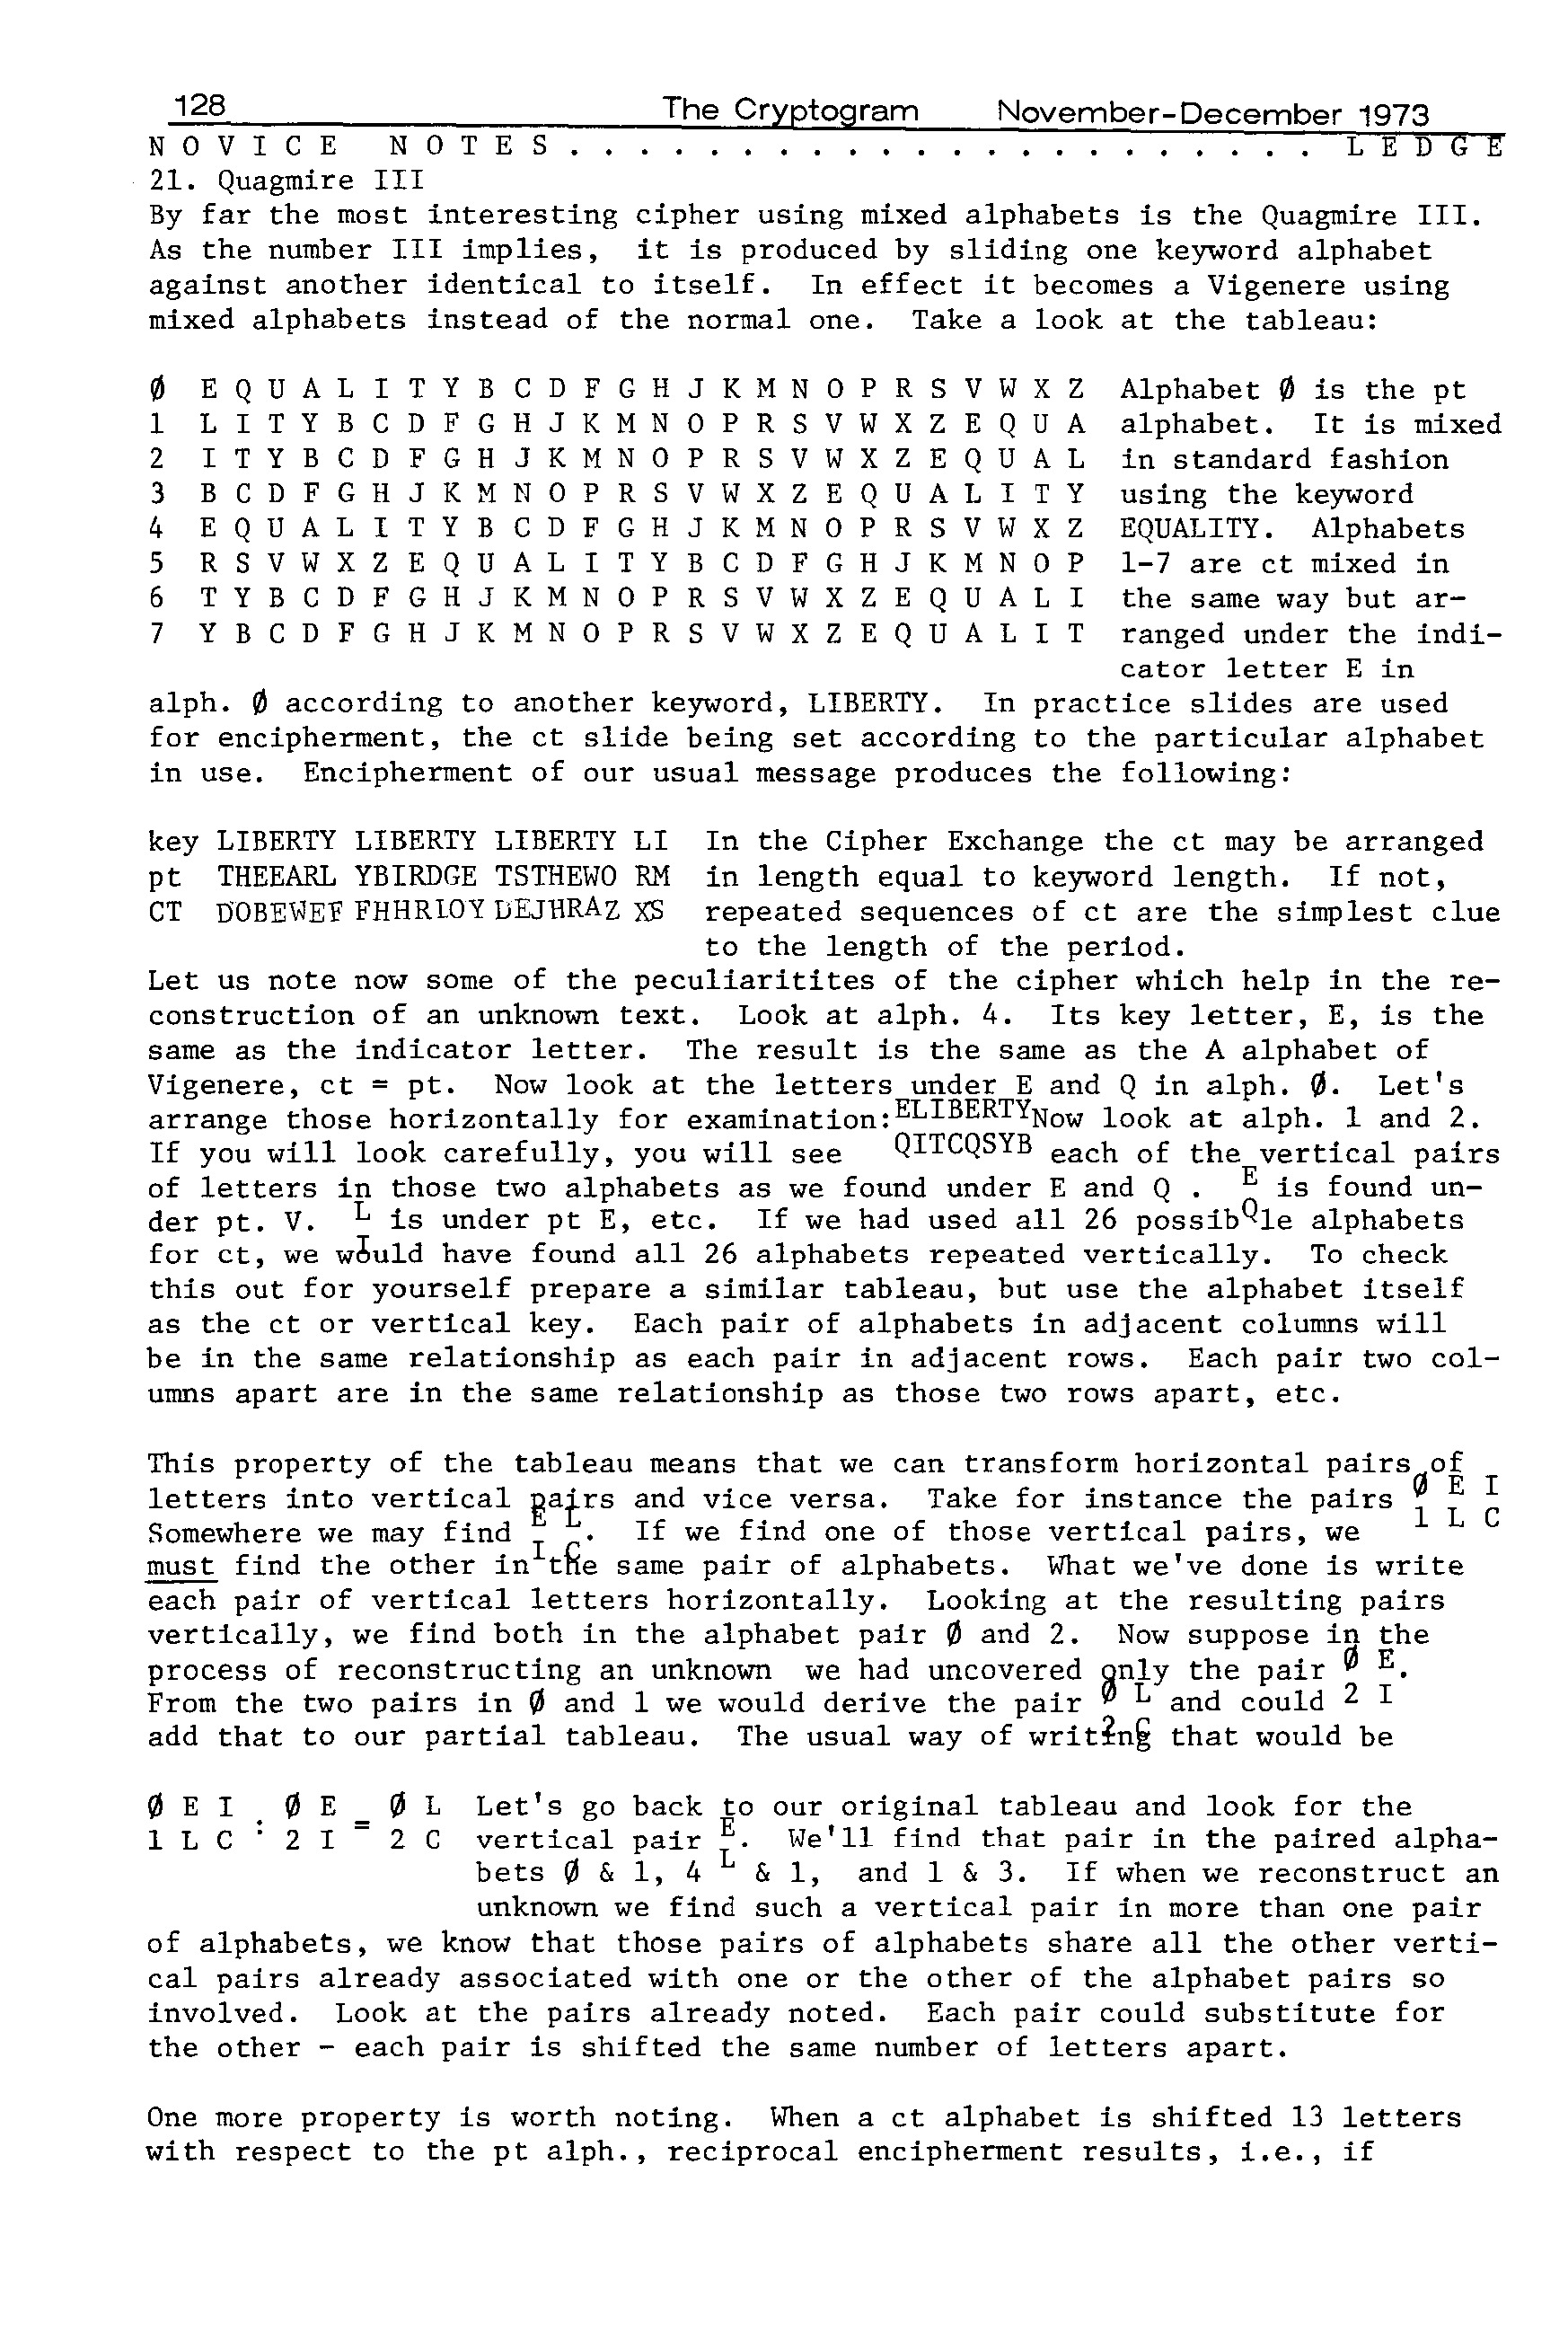 128 The Cryptogram November-December 1973
NOVICE NOTES . . . . . . . . . . . . . . . . . . . . . . LEDGE
21. Quagmire III
By far the most interesting cipher using mixed alphabets is the Quagmire III.
As the number III implies, it is produced by sliding one keyword alphabet
against another identical to itself. In effect it becomes a Vigenere using
mixed alphabets instead of the normal one. Take a look at the tableau:
Ø E Q U A L I T Y B C D F G H J K M N O P R S V W X Z Alphabet Ø is the pt
1 L I T Y B C D F G H J K M N O P R S V W X Z E Q U A alphabet. It is mixed
2 I T Y B C D F G H J K M N O P R S V W X Z E Q U A L in standard fashion
3 B C D F G H J K M N O P R S V W X Z E Q U A L I T Y using the keyword
4 E Q U A L I T Y B C D F G H J K M N O P R S V W X Z EQUALITY. Alphabets
5 R S V W X Z E Q U A L I T Y B C D F G H J K M N O P 1-7 are ct mixed in
6 T Y B C D F G H J K M N O P R S V W X Z E Q U A L I the same way but ar-
7 Y B C D F G H J K M N O P R S V W X Z E Q U A L I T ranged under the indi-
cator letter E in
alph. Ø according to another keyword, LIBERTY. In practice slides are used
for encipherment, the ct slide being set according to the particular alphabet
in use. Encipherment of our usual message produces the following:
key LIBERTY LIBERTY LIBERTY LI In the Cipher Exchange the ct may be arranged
pt THEEARL YBIRDGE TSTHEWO RM in length equal to keyword length. If not,
CT DOBEWEF FHHRIOY DEJHRAZ XS repeated sequences of ct are the simplest clue
to the length of the period.
Let us note now some of the peculiaritites of the cipher which help in the re-
construction of an unknown text. Look at alph. 4. Its key letter, E, is the
same as the indicator letter. The result is the same as the A alphabet of
Vigenere, ct = pt. Now look at the letters under E and Q in alph. Ø. Let's
arrange those horizontally for examination: ELIBERTY Now look at alph. 1 and 2.
If you will look carefully, you will see QITCQSYB each of the vertical pairs
of letters in those two alphabets as we found under E and Q . E is found un-
der pt. V. L is under pt E, etc. If we had used all 26 possibQle alphabets
for ct, we wIould have found all 26 alphabets repeated vertically. To check
this out for yourself prepare a similar tableau, but use the alphabet itself
as the ct or vertical key. Each pair of alphabets in adjacent columns will
be in the same relationship as each pair in adjacent rows. Each pair two col-
umns apart are in the same relationship as those two rows apart, etc.
This property of the tableau means that we can transform horizontal pairs of
letters into vertical pairs and vice versa. Take for instance the pairs Ø E I
Somewhere we may find E L. If we find one of those vertical pairs, we 1 L C
must find the other in I C the same pair of alphabets. What we've done is write
each pair of vertical letters horizontally. Looking at the resulting pairs
vertically, we find both in the alphabet pair Ø and 2. Now suppose in the
process of reconstructing an unknown we had uncovered only the pair Ø E.
From the two pairs in Ø and 1 we would derive the pair Ø L and could 2 I
add that to our partial tableau. The usual way of writing 2 C that would be
Ø E I : Ø E = Ø L Let's go back to our original tableau and look for the
1 L C 2 I 2 C vertical pair E. We'll find that pair in the paired alpha-
bets Ø & 1, 4 L & 1, and 1 & 3. If when we reconstruct an
unknown we find such a vertical pair in more than one pair
of alphabets, we know that those pairs of alphabets share all the other verti-
cal pairs already associated with one or the other of the alphabet pairs so
involved. Look at the pairs already noted. Each pair could substitute for
the other - each pair is shifted the same number of letters apart.
One more property is worth noting. When a ct alphabet is shifted 13 letters
with respect to the pt alph., reciprocal encipherment results, i.e., if